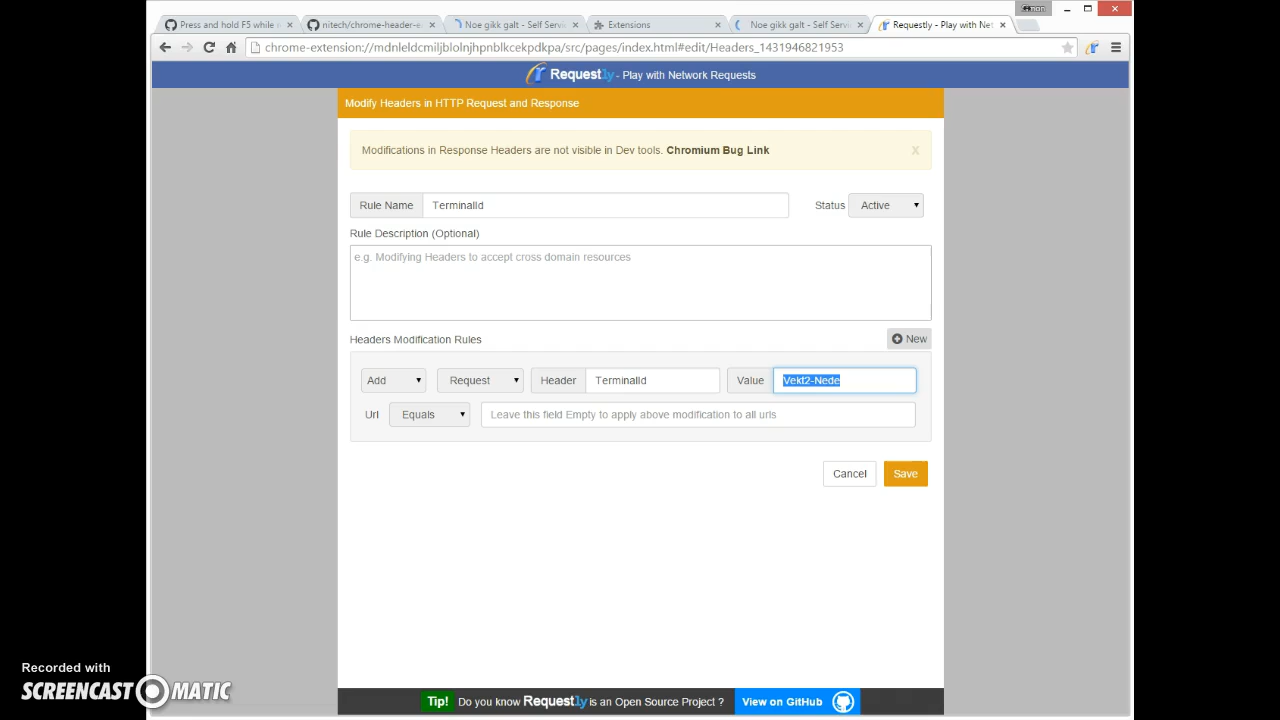 Press and hold F5 while
nitech/chrome-header-e
Noe gikk galt - Self Servic
Extensions
Noe gikk galt - Self Servic
Requestly - Play with Net
chrome-extension://mdnleldcmiljblolnjhpnblkcekpdkpa/src/pages/index.html#edit/Headers_1431946821953
Requestly - Play with Network Requests
Modify Headers in HTTP Request and Response
Modifications in Response Headers are not visible in Dev tools. Chromium Bug Link x
Rule Name TerminalId Status Active
Rule Description (Optional)
e.g. Modifying Headers to accept cross domain resources
Headers Modification Rules New
Add Request Header TerminalId Value Vekt2-Nede
Url Equals Leave this field Empty to apply above modification to all urls
Cancel Save
Recorded with
SCREENCAST MATIC
Tip! Do you know Requestly is an Open Source Project ? View on GitHub